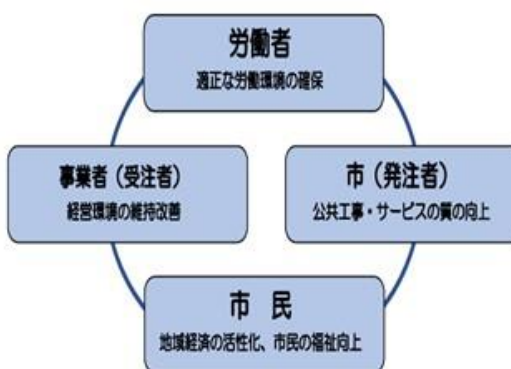 労働者
適正な労働環境の確保
事業者（受注者）
経営環境の維持改善
市（発注者）
公共工事・サービスの質の向上
市　民
地域経済の活性化、市民の福祉向上